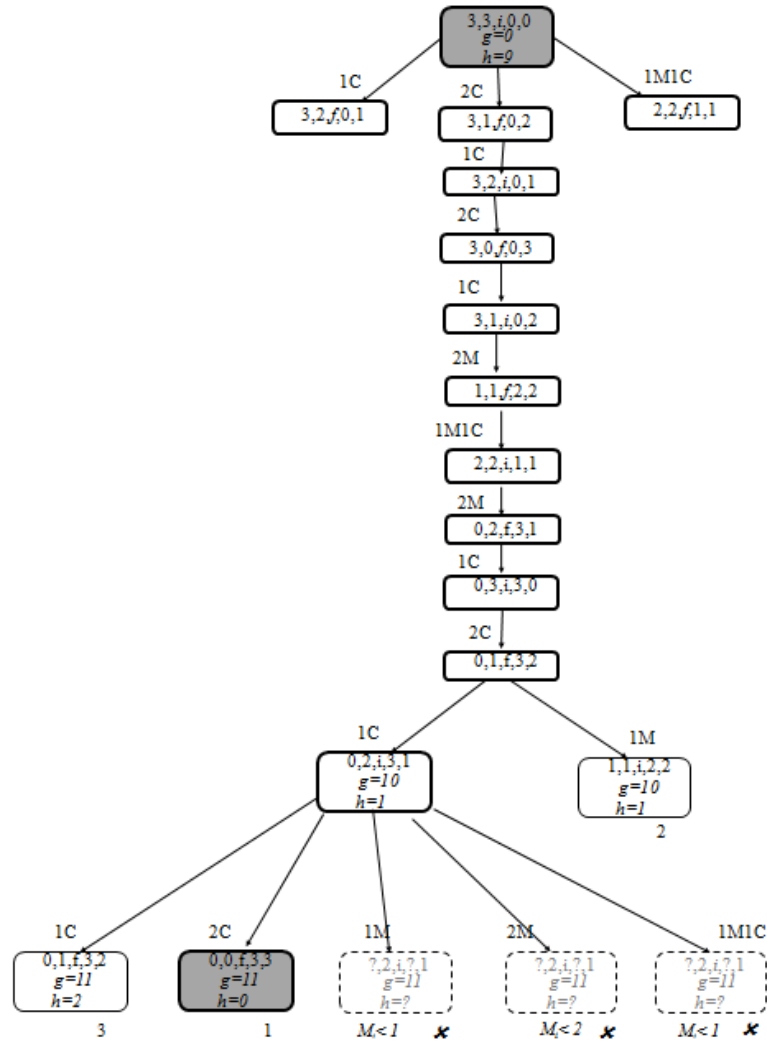 3,3,i,0,0
g=0
h=9
1C
2C
1M1C
3,2,f,0,1
3,1,f,0,2
2,2,f,1,1
1C
3,2,i,0,1
2C
3,0,f,0,3
1C
3,1,i,0,2
2M
1,1,f,2,2
1M1C
2,2,i,1,1
2M
0,2,f,3,1
1C
0,3,i,3,0
2C
0,1,f,3,2
1C
1M
0,2,i,3,1
g=10
h=1
1,1,i,2,2
g=10
h=1
2
1C
2C
1M
2M
1M1C
0,1,f,3,2
g=11
h=2
3
0,0,f,3,3
g=11
h=0
1
?,2,i,?,1
g=11
h=?
Mi<1 ✘
?,2,i,?,1
g=11
h=?
Mi<2 ✘
?,2,i,?,1
g=11
h=?
Mi<1 ✘